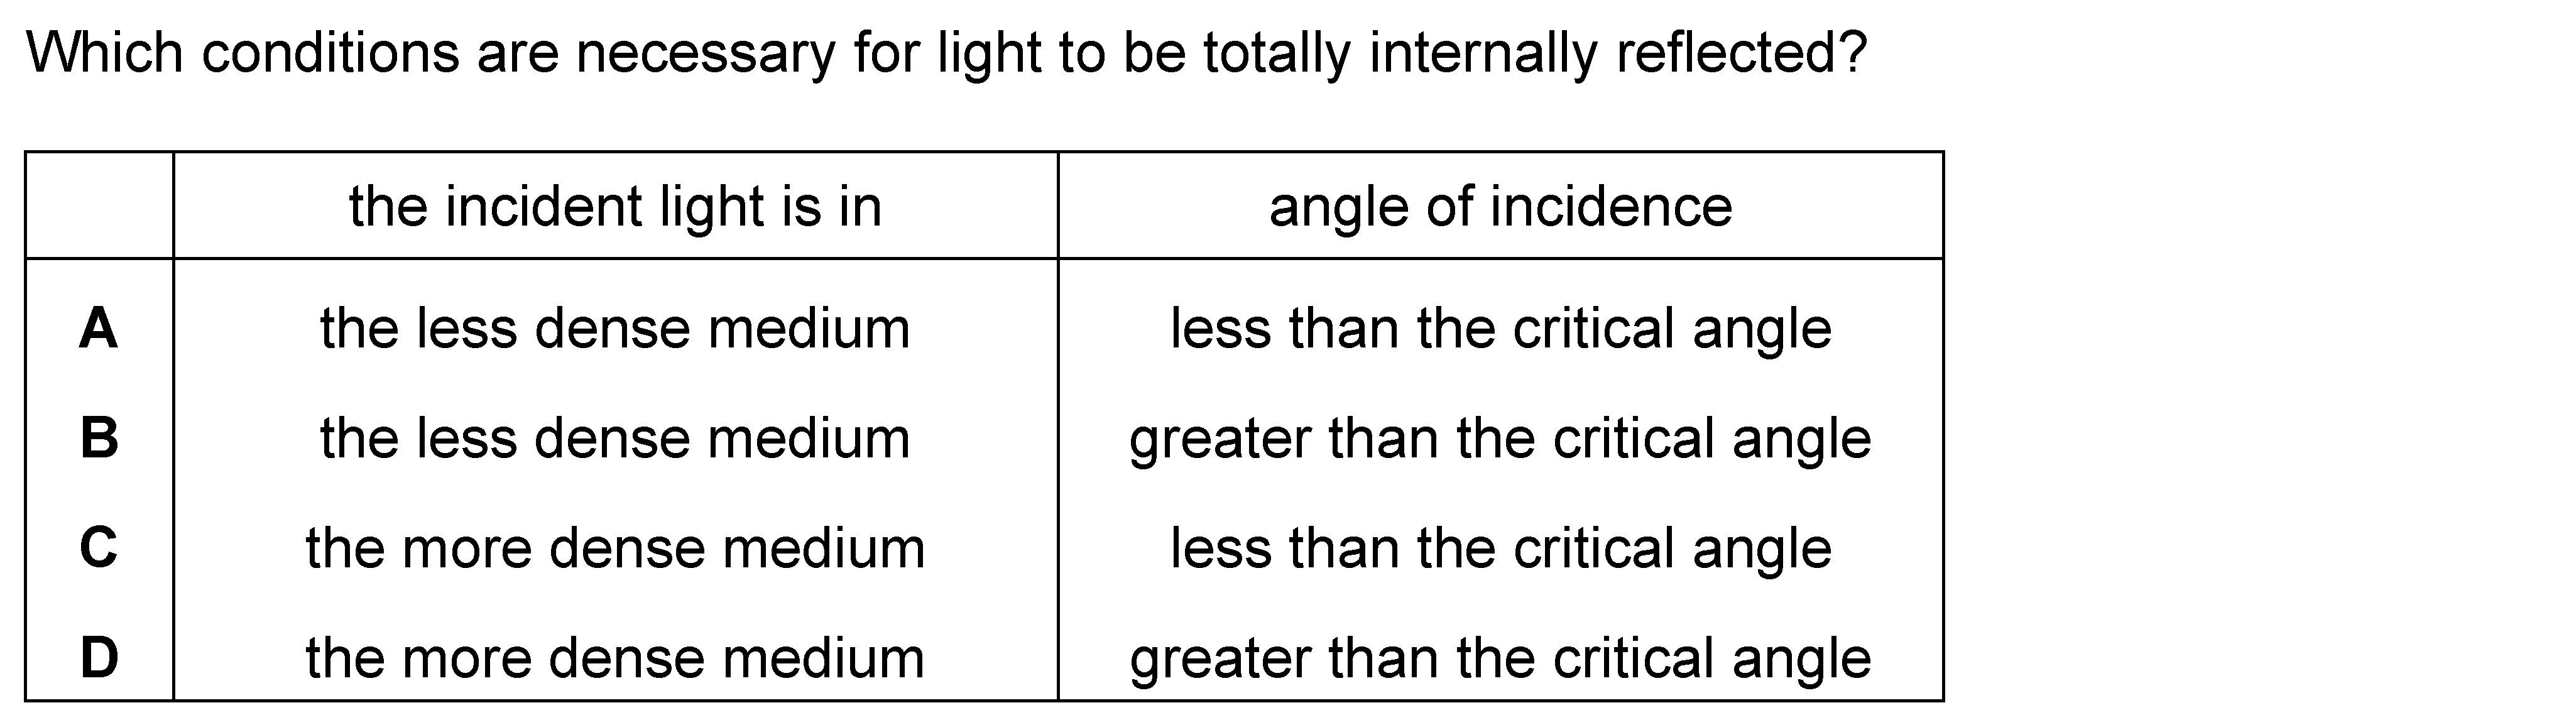 Which conditions are necessary for light to be totally internally reflected?
the incident light is in angle of incidence
A the less dense medium less than the critical angle
B the less dense medium greater than the critical angle
C the more dense medium less than the critical angle
D the more dense medium greater than the critical angle